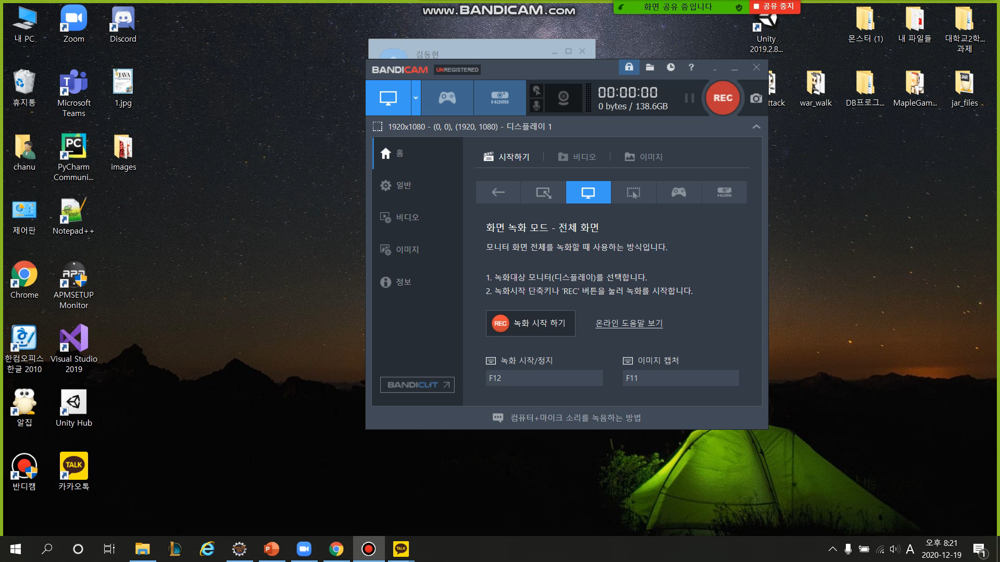 www.BANDICAM.com
화면 공유 중입니다
공유 중지
내 PC
Zoom
Discord
Unity
2019.2.8...
몬스터 (1)
내 파일들
대학교2학...
과제
김동현
BANDICAM UNREGISTERED
?
00:00:00
0 bytes / 138.6GB
REC
HDMI
휴지통
Microsoft
Teams
JAVA
1.jpg
ttack
war_walk
DB프로그...
MapleGam...
JAR
jar_files
1920x1080 - (0, 0), (1920, 1080) - 디스플레이 1
홈
일반
비디오
이미지
정보
시작하기
비디오
이미지
HDMI
chanu
PC
PyCharm
Communi...
images
화면 녹화 모드 - 전체 화면
모니터 화면 전체를 녹화할 때 사용하는 방식입니다.
1. 녹화대상 모니터(디스플레이)를 선택합니다.
2. 녹화시작 단축키나 'REC' 버튼을 눌러 녹화를 시작합니다.
REC 녹화 시작 하기
온라인 도움말 보기
녹화 시작/정지
이미지 캡처
F12
F11
BANDICUT
컴퓨터+마이크 소리를 녹음하는 방법
제어판
Notepad++
Chrome
APM
APMSETUP
Monitor
한컴오피스
한글 2010
Visual Studio
2019
알집
Unity Hub
반디캠
TALK
카카오톡
TALK
A
오후 8:21
2020-12-19
1